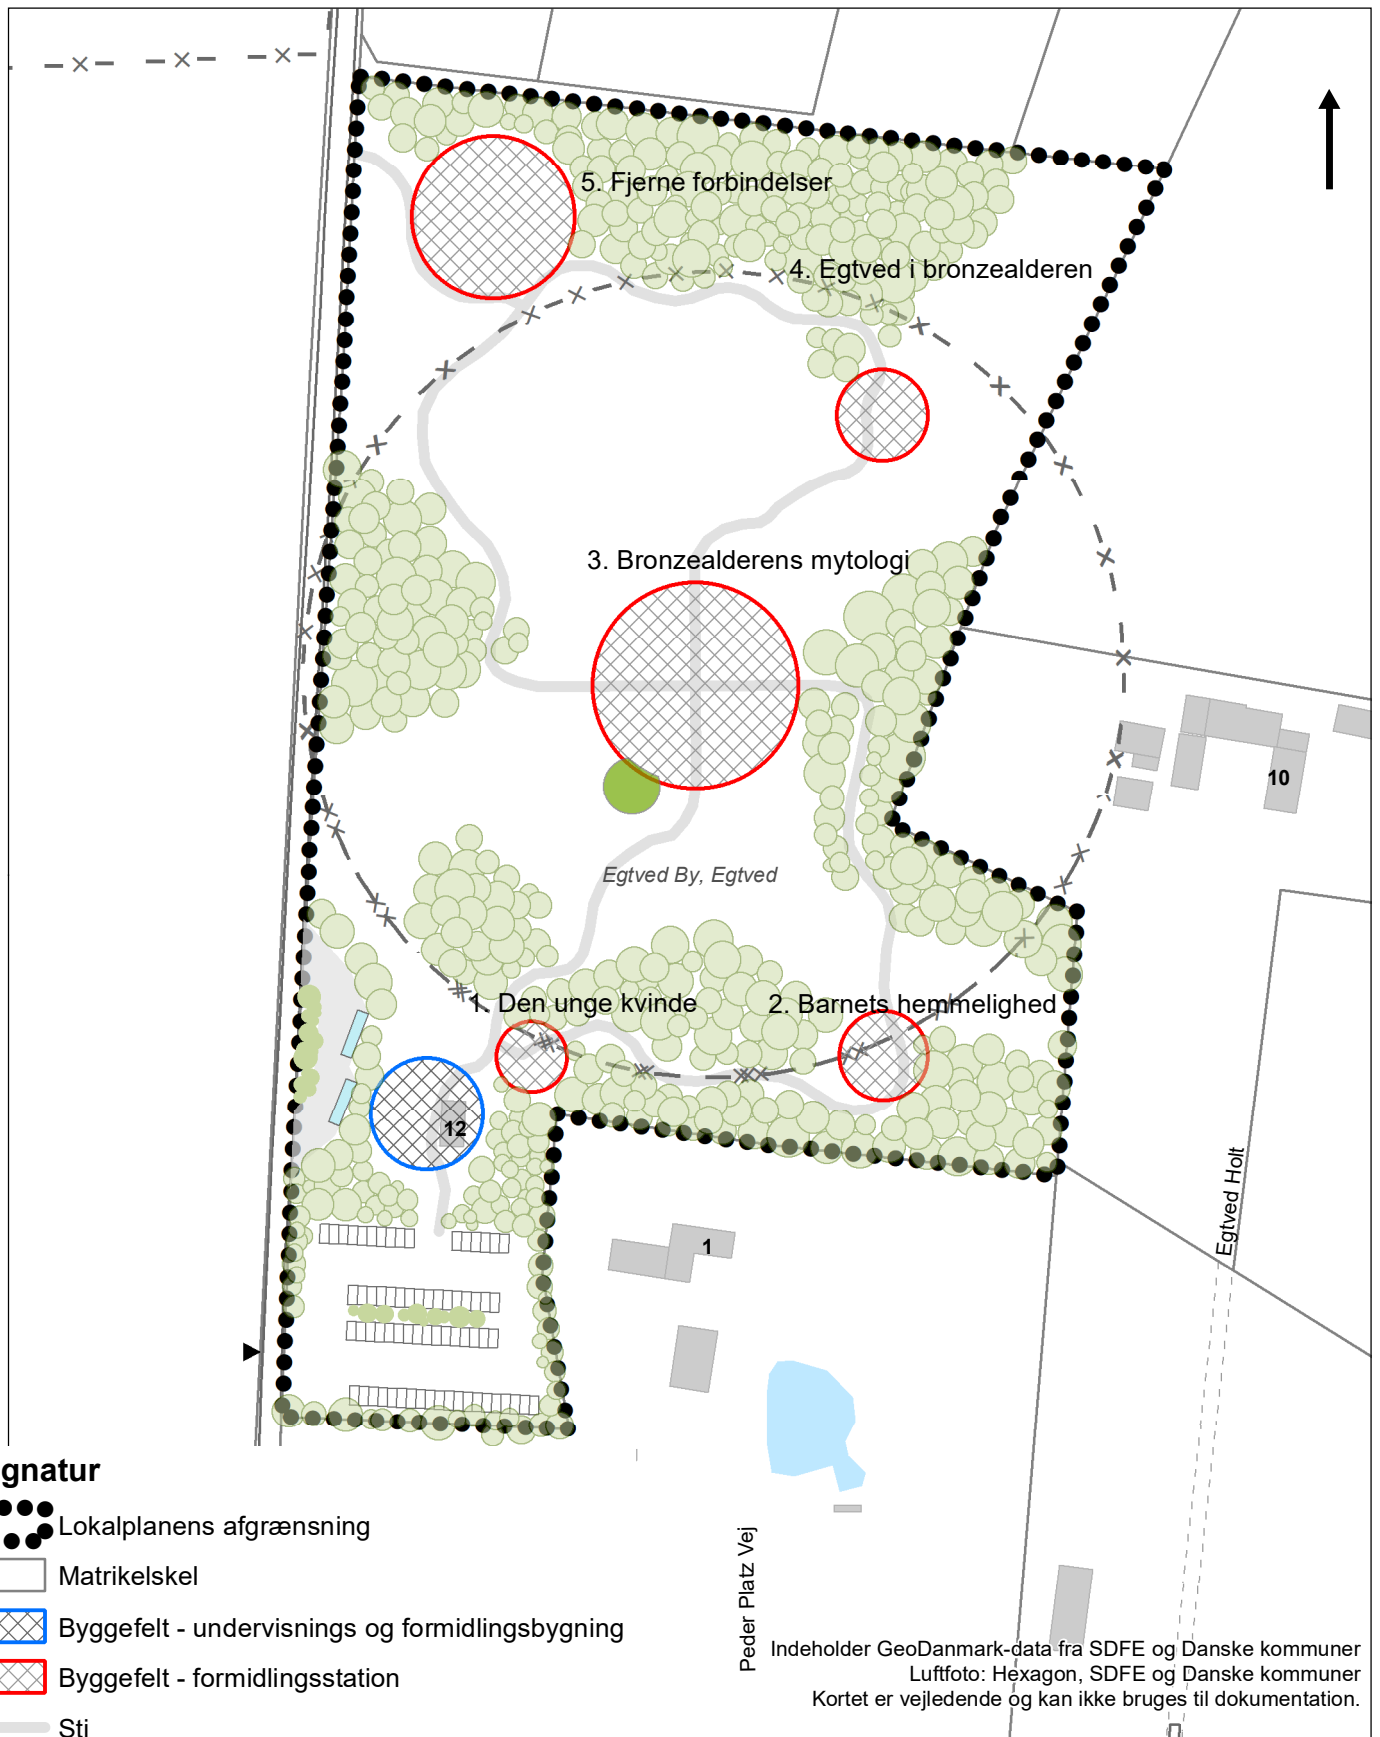 5. Fjerne forbindelser
4. Egtved i bronzealderen
3. Bronzealderens mytologi
10
Egtved By, Egtved
1. Den unge kvinde
2. Barnets hemmelighed
12
Egtved Holt
1
gnatur
Lokalplanens afgrænsning
Matrikelskel
Byggefelt - undervisnings og formidlingsbygning
Byggefelt - formidlingsstation
Sti
Peder Platz Vej
Indeholder GeoDanmark-data fra SDFE og Danske kommuner
Luftfoto: Hexagon, SDFE og Danske kommuner
Kortet er vejledende og kan ikke bruges til dokumentation.